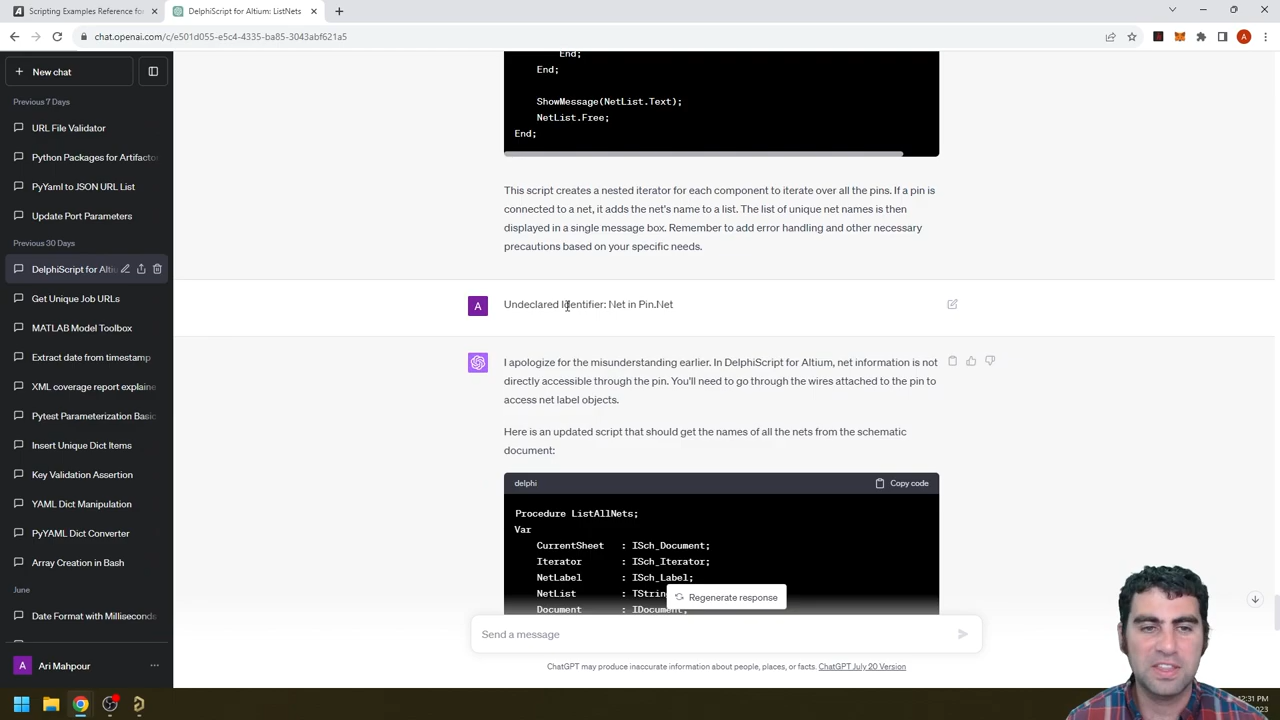 Scripting Examples Reference for
DelphiScript for Altium: ListNets
chat.openai.com/c/e501d055-e5c4-4335-ba85-3043abf621a5
A
New chat
Previous 7 Days
URL File Validator
Python Packages for Artifacto
PyYaml to JSON URL List
Update Port Parameters
Previous 30 Days
DelphiScript for Altiu
Get Unique Job URLs
MATLAB Model Toolbox
Extract date from timestamp
XML coverage report explaine
Pytest Parameterization Basic
Insert Unique Dict Items
Key Validation Assertion
YAML Dict Manipulation
PyYAML Dict Converter
Array Creation in Bash
June
Date Format with Milliseconds
A
Ari Mahpour
End;
End;
ShowMessage(NetList.Text);
NetList.Free;
End;
This script creates a nested iterator for each component to iterate over all the pins. If a pin is
connected to a net, it adds the net's name to a list. The list of unique net names is then
displayed in a single message box. Remember to add error handling and other necessary
precautions based on your specific needs.
A
Undeclared Identifier: Net in Pin.Net
I apologize for the misunderstanding earlier. In DelphiScript for Altium, net information is not
directly accessible through the pin. You'll need to go through the wires attached to the pin to
access net label objects.
Here is an updated script that should get the names of all the nets from the schematic
document:
delphi
Copy code
Procedure ListAllNets;
Var
CurrentSheet : ISch_Document;
Iterator : ISch_Iterator;
NetLabel : ISch_Label;
NetList : TString
Document : IDocument;
Regenerate response
Send a message
ChatGPT may produce inaccurate information about people, places, or facts. ChatGPT July 20 Version
12:31 PM